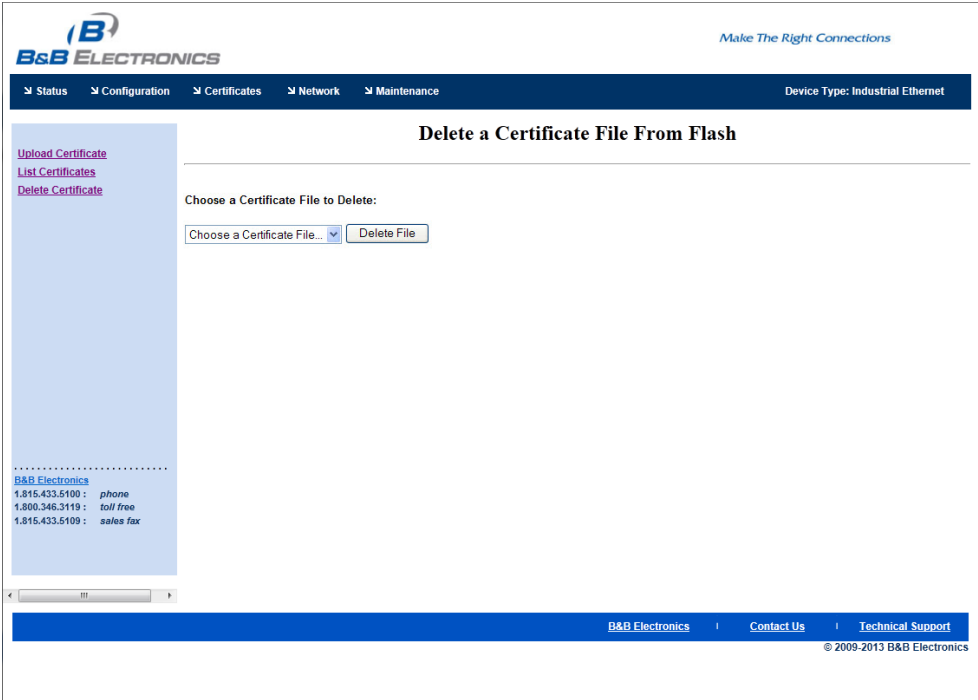 B
B&B ELECTRONICS
Make The Right Connections
Status Configuration Certificates Network Maintenance Device Type: Industrial Ethernet
Upload Certificate
List Certificates
Delete Certificate
Delete a Certificate File From Flash
Choose a Certificate File to Delete:
Choose a Certificate File... Delete File
B&B Electronics
1.815.433.5100 : phone
1.800.346.3119 : toll free
1.815.433.5109 : sales fax
B&B Electronics | Contact Us | Technical Support
© 2009-2013 B&B Electronics